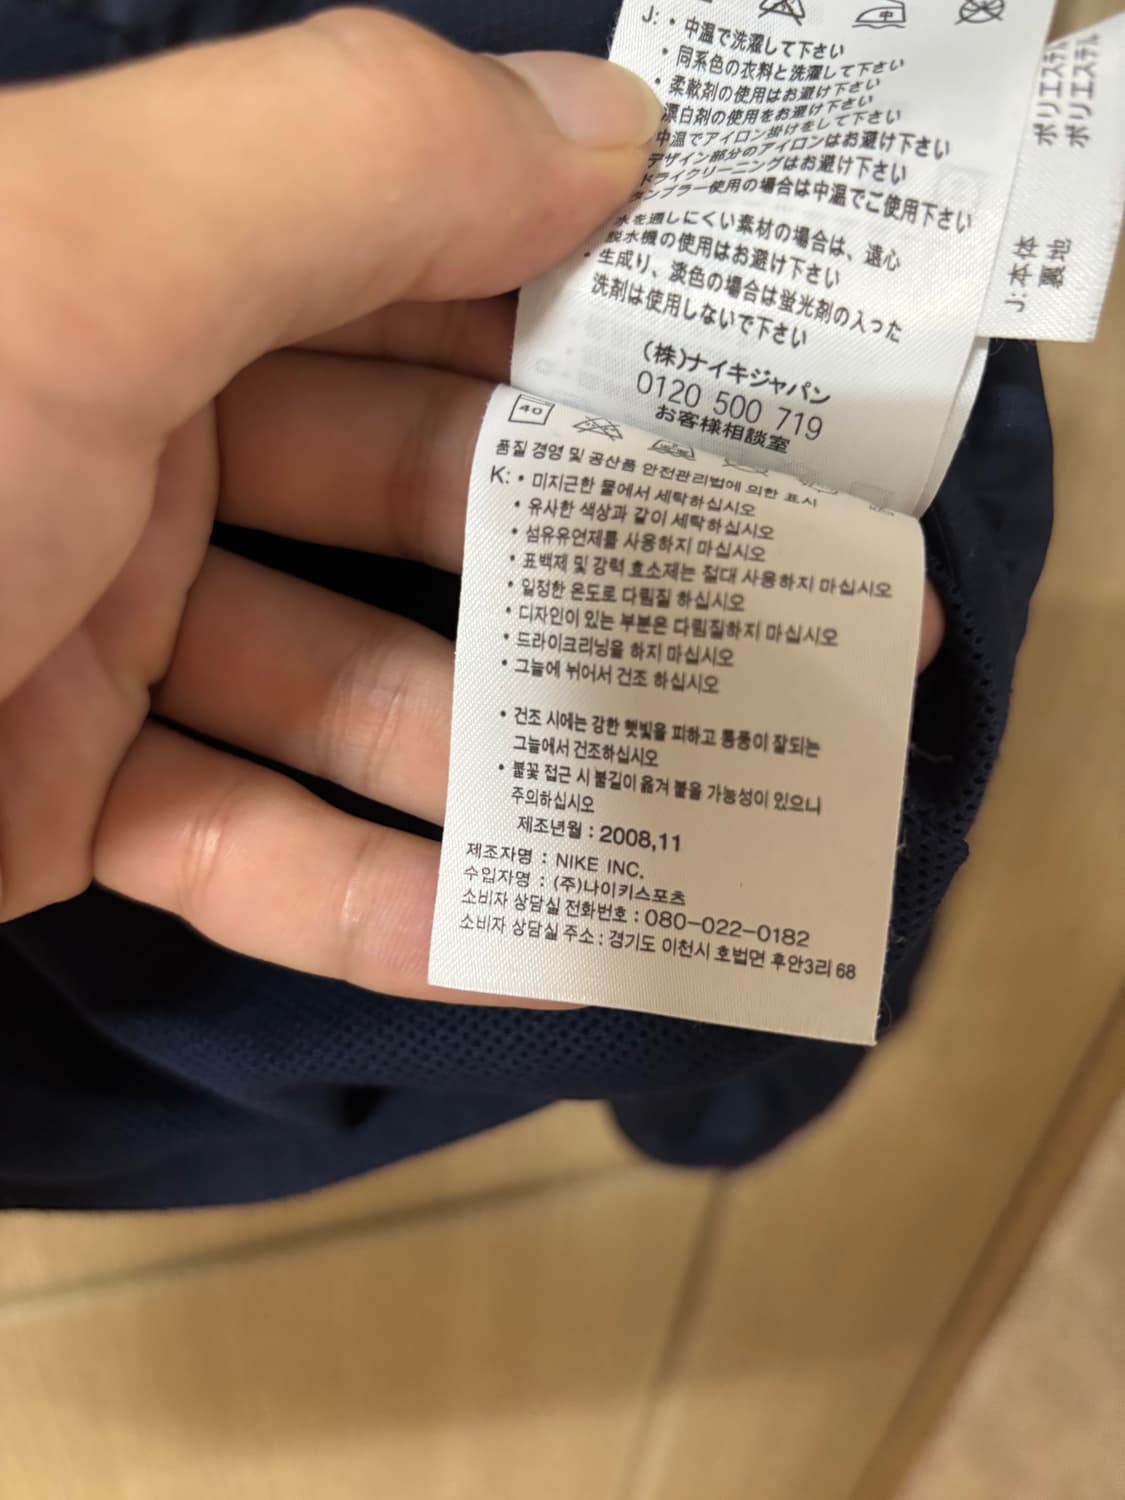 J: • 中温で洗濯して下さい
• 同系色の衣料と洗濯して下さい
• 柔軟剤の使用はお避け下さい
漂白剤の使用をお避け下さい
中温でアイロン掛けをして下さい
デザイン部分のアイロンはお避け下さい
ドライクリーニングはお避け下さい
タンブラー使用の場合は中温でご使用下さい
水を通しにくい素材の場合は、遠心
脱水機の使用はお避け下さい
• 生成り、淡色の場合は蛍光剤の入った
洗剤は使用しないで下さい
(株)ナイキジャパン
0120 500 719
お客様相談室
ポリエステル
ポリエステル
J:本体
裏地
40
품질 경영 및 공산품 안전관리법에 의한 표시
K: • 미지근한 물에서 세탁하십시오
• 유사한 색상과 같이 세탁하십시오
• 섬유유연제를 사용하지 마십시오
• 표백제 및 강력 효소제는 절대 사용하지 마십시오
• 일정한 온도로 다림질 하십시오
• 디자인이 있는 부분은 다림질하지 마십시오
• 드라이크리닝을 하지 마십시오
• 그늘에 뉘어서 건조 하십시오
• 건조 시에는 강한 햇빛을 피하고 통풍이 잘되는
그늘에서 건조하십시오
• 불꽃 접근 시 불길이 옮겨 붙을 가능성이 있으니
주의하십시오
제조년월 : 2008,11
제조자명 : NIKE INC.
수입자명 : (주)나이키스포츠
소비자 상담실 전화번호 : 080-022-0182
소비자 상담실 주소 : 경기도 이천시 호법면 후안3리 68